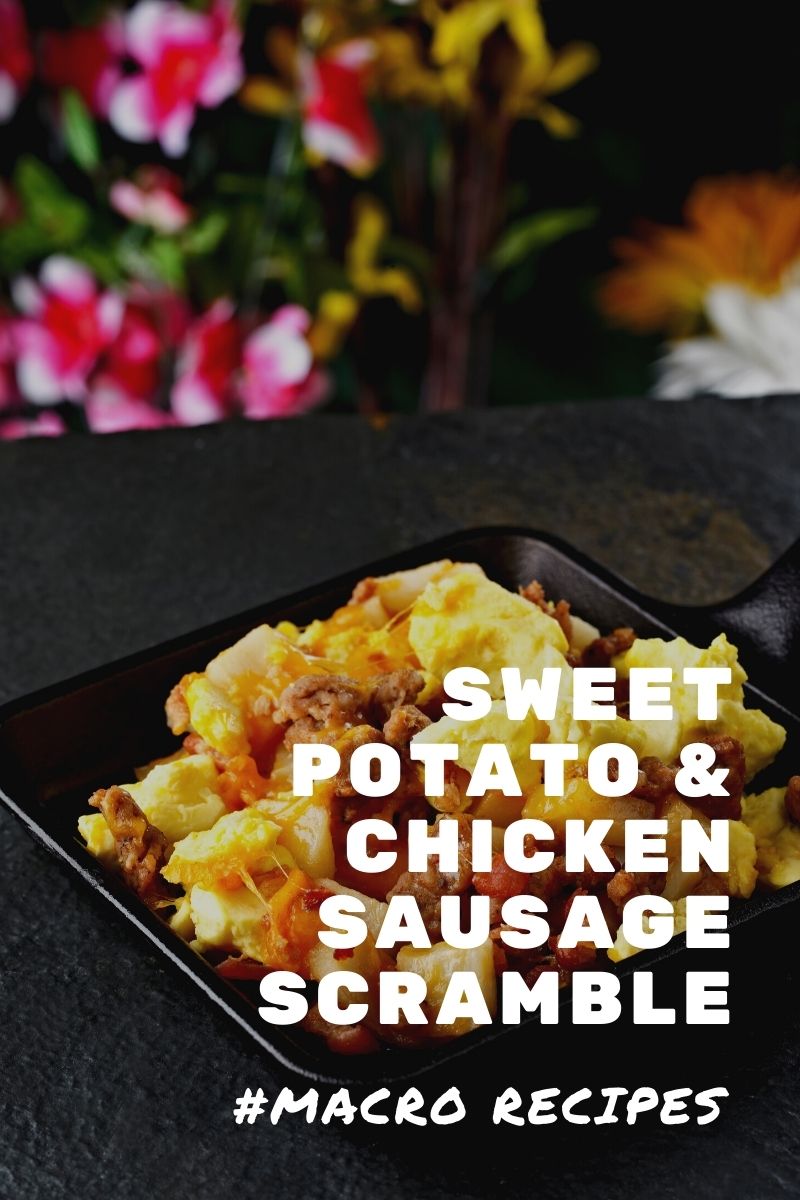 SWEET
POTATO &
CHICKEN
SAUSAGE
SCRAMBLE
#MACRO RECIPES